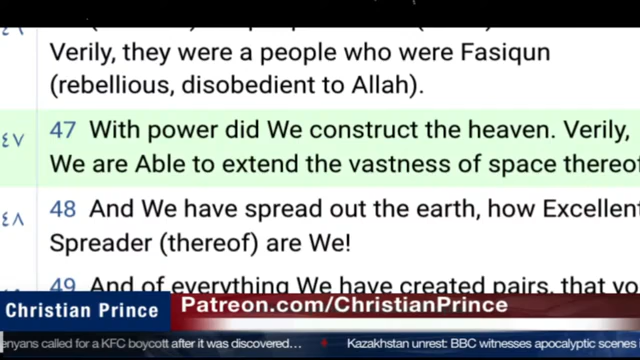 Verily, they were a people who were Fasiqun
(rebellious, disobedient to Allah).
٤٧
47 With power did We construct the heaven. Verily,
We are Able to extend the vastness of space thereof
٤٨
48 And We have spread out the earth, how Excellent
Spreader (thereof) are We!
49 And of everything We have created pairs, that yo
Christian Prince
Patreon.com/ChristianPrince
enyans called for a KFC boycott after it was discovered...
Kazakhstan unrest: BBC witnesses apocalyptic scenes